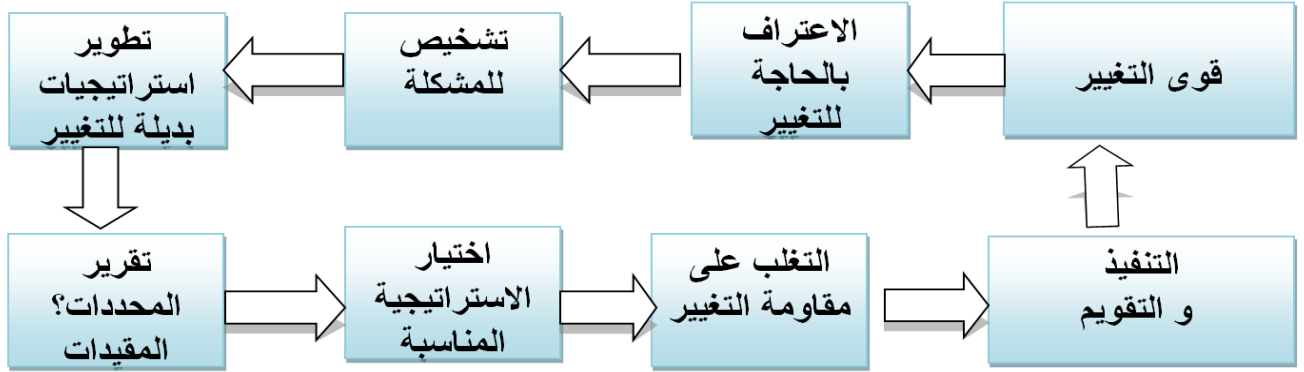 قوى التغيير
الاعتراف
بالحاجة
للتغيير
تشخيص
للمشكلة
تطوير
استراتيجيات
بديلة للتغيير
تقرير
المحددات؟
المقيدات
اختيار
الاستراتيجية
المناسبة
التغلب على
مقاومة التغيير
التنفيذ
و التقويم